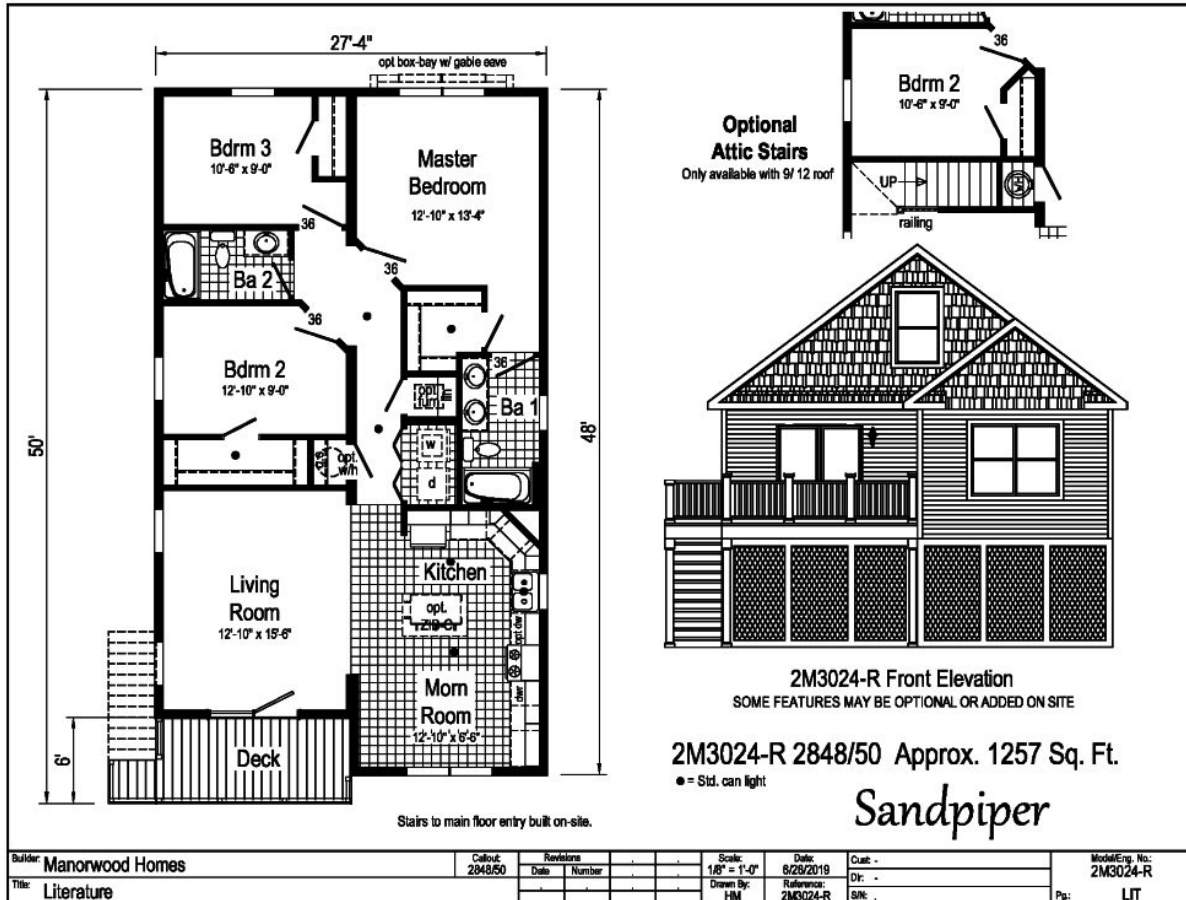 27'-4"
opt box-bay w/ gable eave
Bdrm 3
10'-6" x 9'-0"
36
Master
Bedroom
12'-10" x 13'-4"
36
Ba 2
36
Bdrm 2
12'-10" x 9'-0"
opt
furn
lin
36
Ba 1
opt.
w/h
w
d
50'
48'
Living
Room
12'-10" x 15'-6"
Kitchen
opt.
opt dw
Morn
Room
12'-10" x 6'-6"
dwr
6'
Deck
Stairs to main floor entry built on-site.
Optional
Attic Stairs
Only available with 9/ 12 roof
36
Bdrm 2
10'-6" x 9'-0"
UP
railing
2M3024-R Front Elevation
SOME FEATURES MAY BE OPTIONAL OR ADDED ON SITE
2M3024-R 2848/50 Approx. 1257 Sq. Ft.
● = Std. can light
Sandpiper
Builder: Manorwood Homes
Title: Literature
Callout:
2848/50
Revisions
Date Number
Scale:
1/8" = 1'-0"
Drawn By:
HM
Date:
6/28/2019
Reference:
2M3024-R
Cust: -
Dlr: -
S/N: .
Model/Eng. No.:
2M3024-R
Pg.: LIT